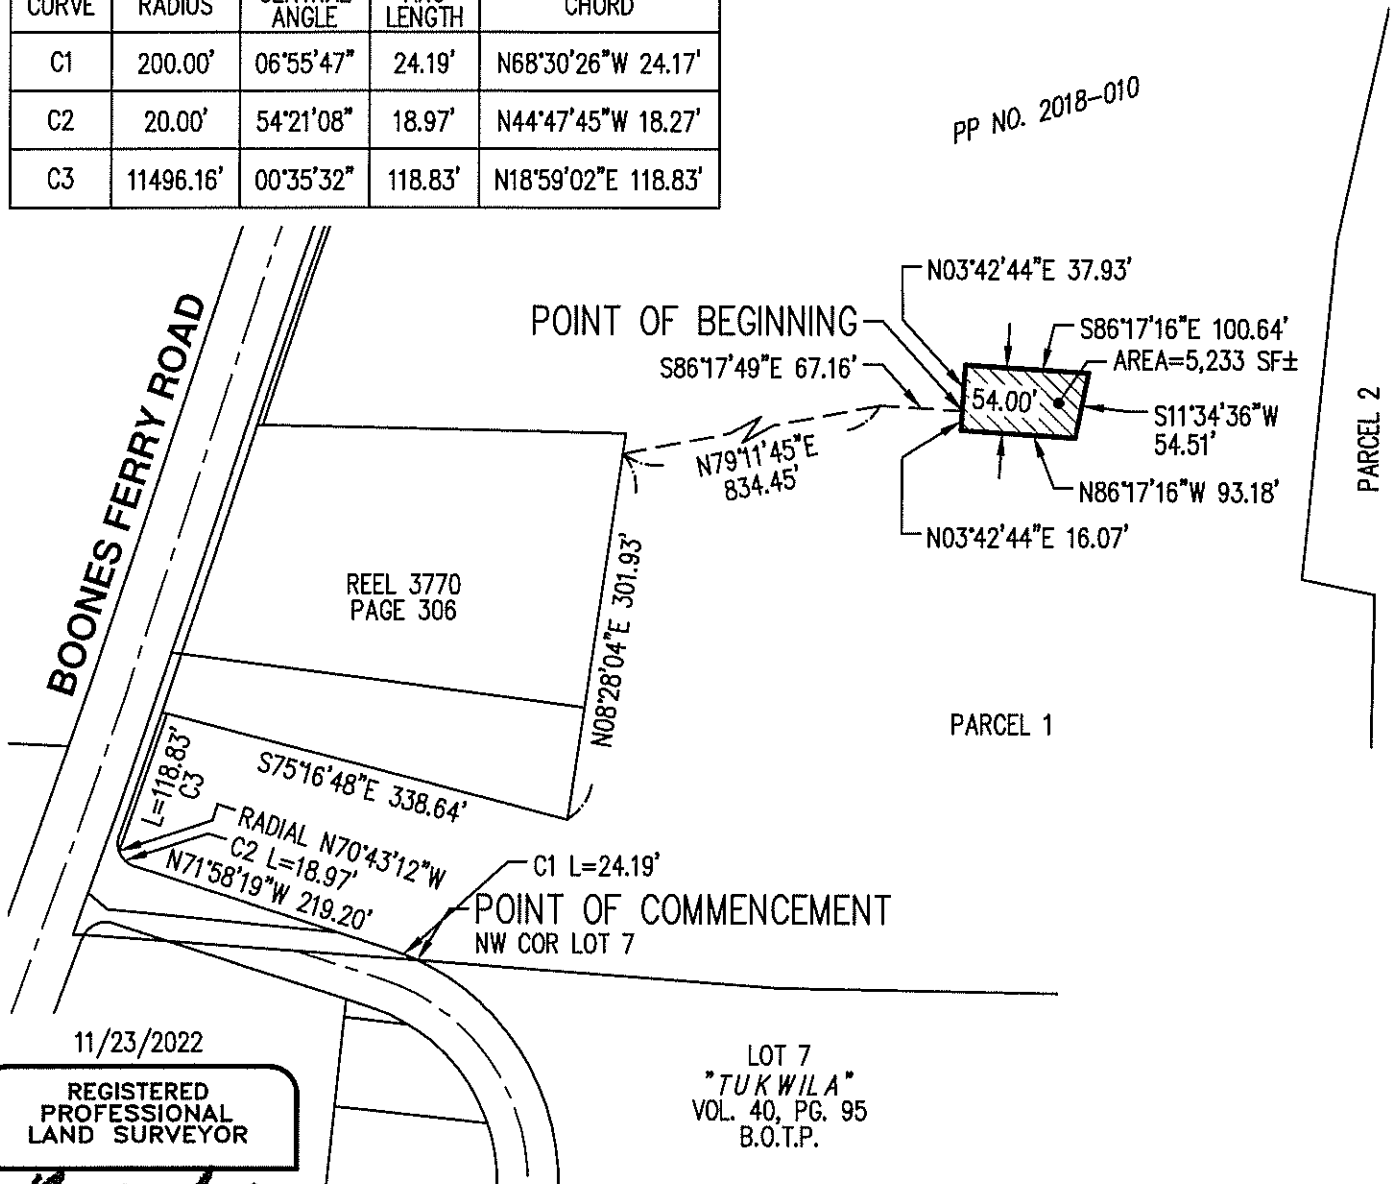 CURVE RADIUS CENTRAL ANGLE ARC LENGTH CHORD
C1 200.00' 06°55'47" 24.19' N68°30'26"W 24.17'
C2 20.00' 54°21'08" 18.97' N44°47'45"W 18.27'
C3 11496.16' 00°35'32" 118.83' N18°59'02"E 118.83'
PP NO. 2018-010
N03°42'44"E 37.93'
POINT OF BEGINNING
S86°17'16"E 100.64'
S86°17'49"E 67.16'
AREA=5,233 SF±
54.00'
S11°34'36"W
54.51'
N79°11'45"E
834.45'
N86°17'16"W 93.18'
N03°42'44"E 16.07'
PARCEL 2
BOONES FERRY ROAD
REEL 3770
PAGE 306
N08°28'04"E 301.93'
PARCEL 1
L=118.83'
C3
S75°16'48"E 338.64'
RADIAL N70°43'12"W
C2 L=18.97'
N71°58'19"W 219.20'
C1 L=24.19'
POINT OF COMMENCEMENT
NW COR LOT 7
11/23/2022
REGISTERED
PROFESSIONAL
LAND SURVEYOR
LOT 7
"TUKWILA"
VOL. 40, PG. 95
B.O.T.P.